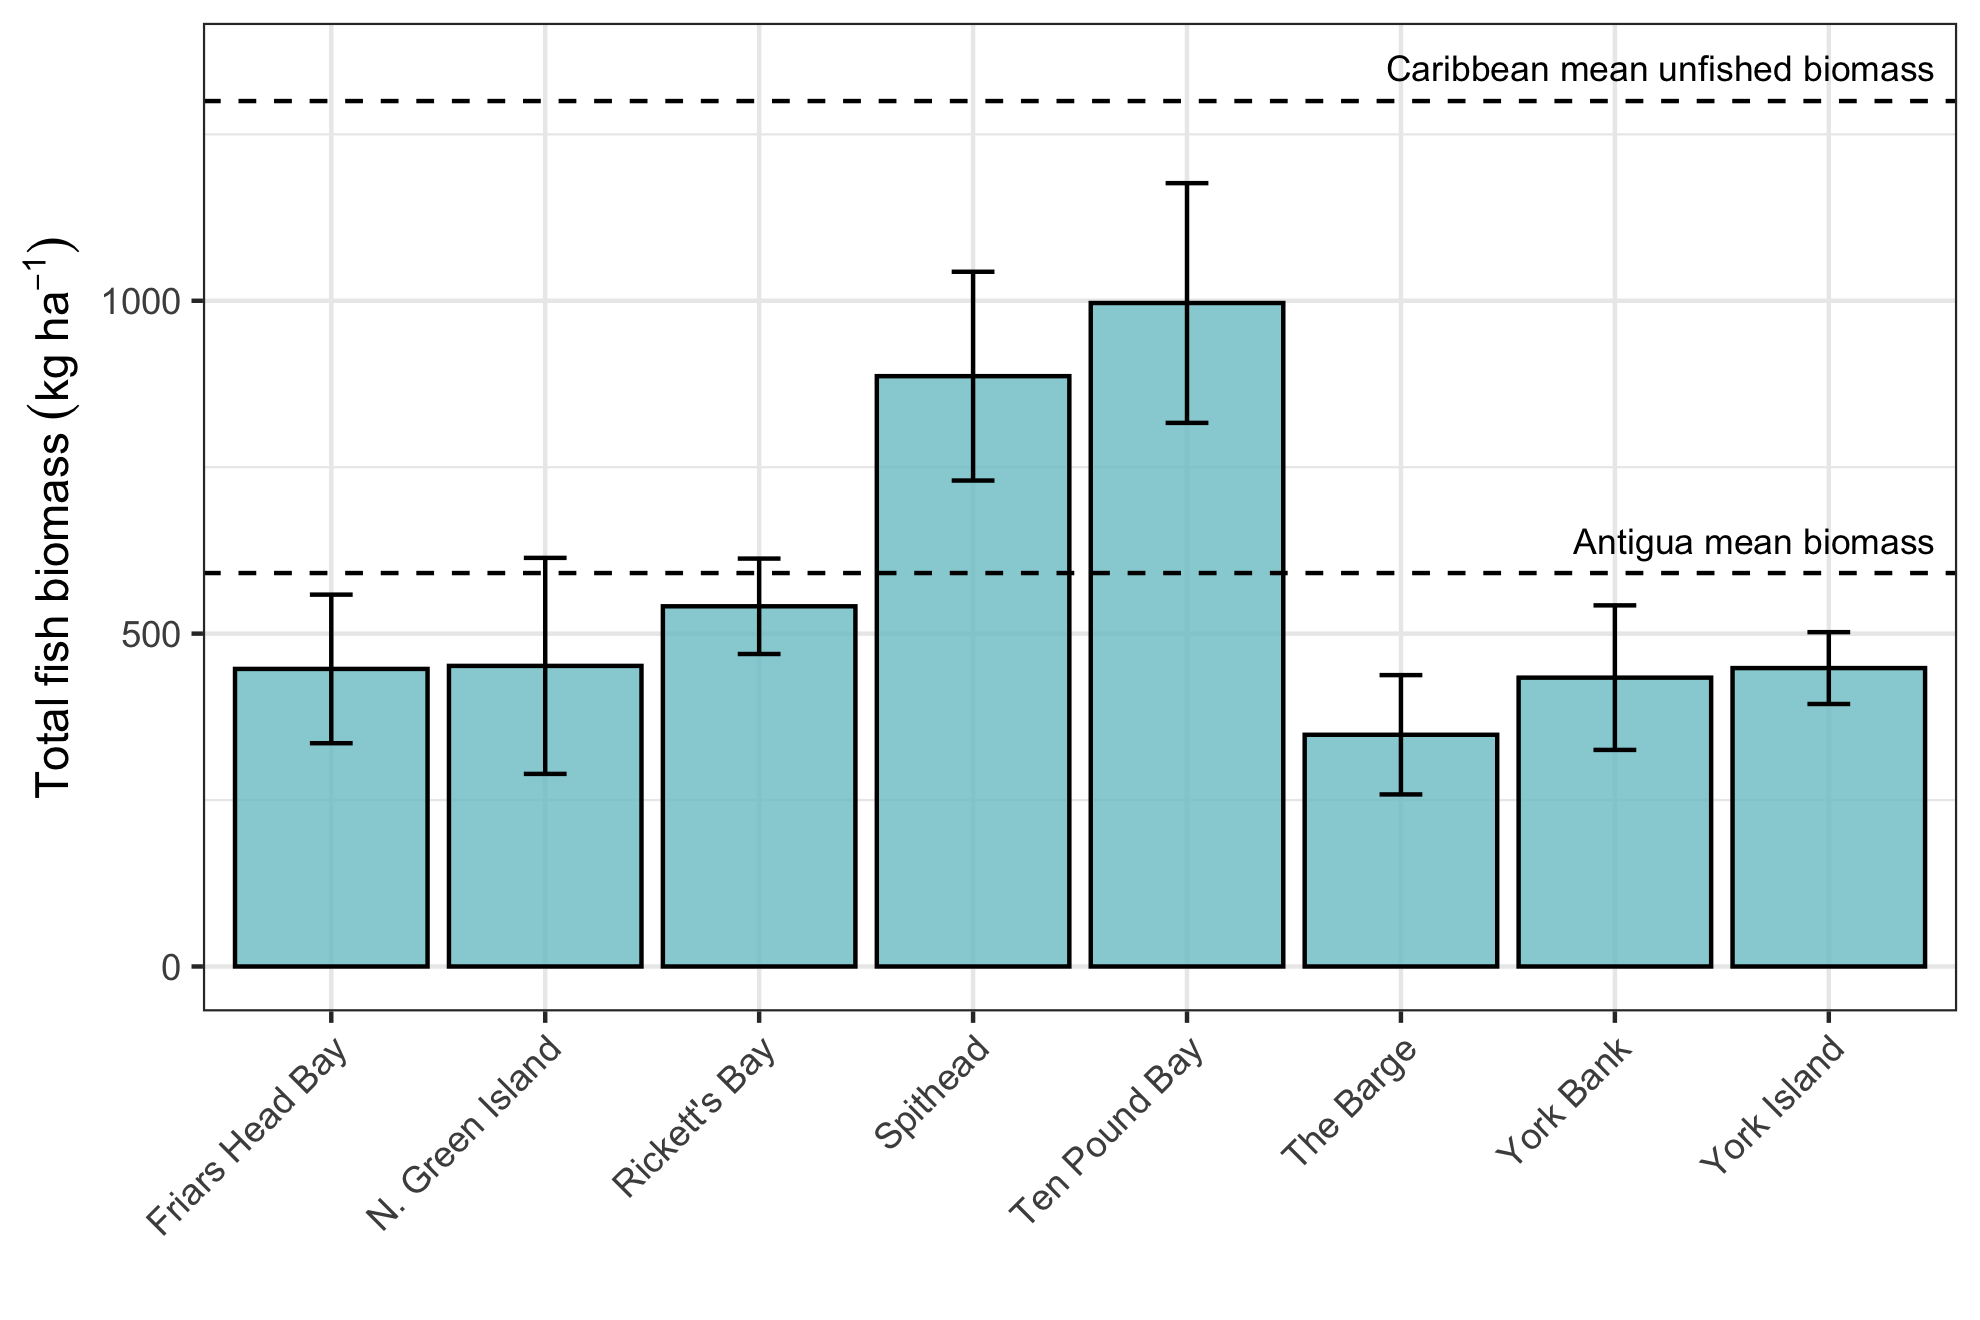 Caribbean mean unfished biomass
Antigua mean biomass
Total fish biomass (kg ha⁻¹)
1000
500
0
Friars Head Bay
N. Green Island
Rickett's Bay
Spithead
Ten Pound Bay
The Barge
York Bank
York Island